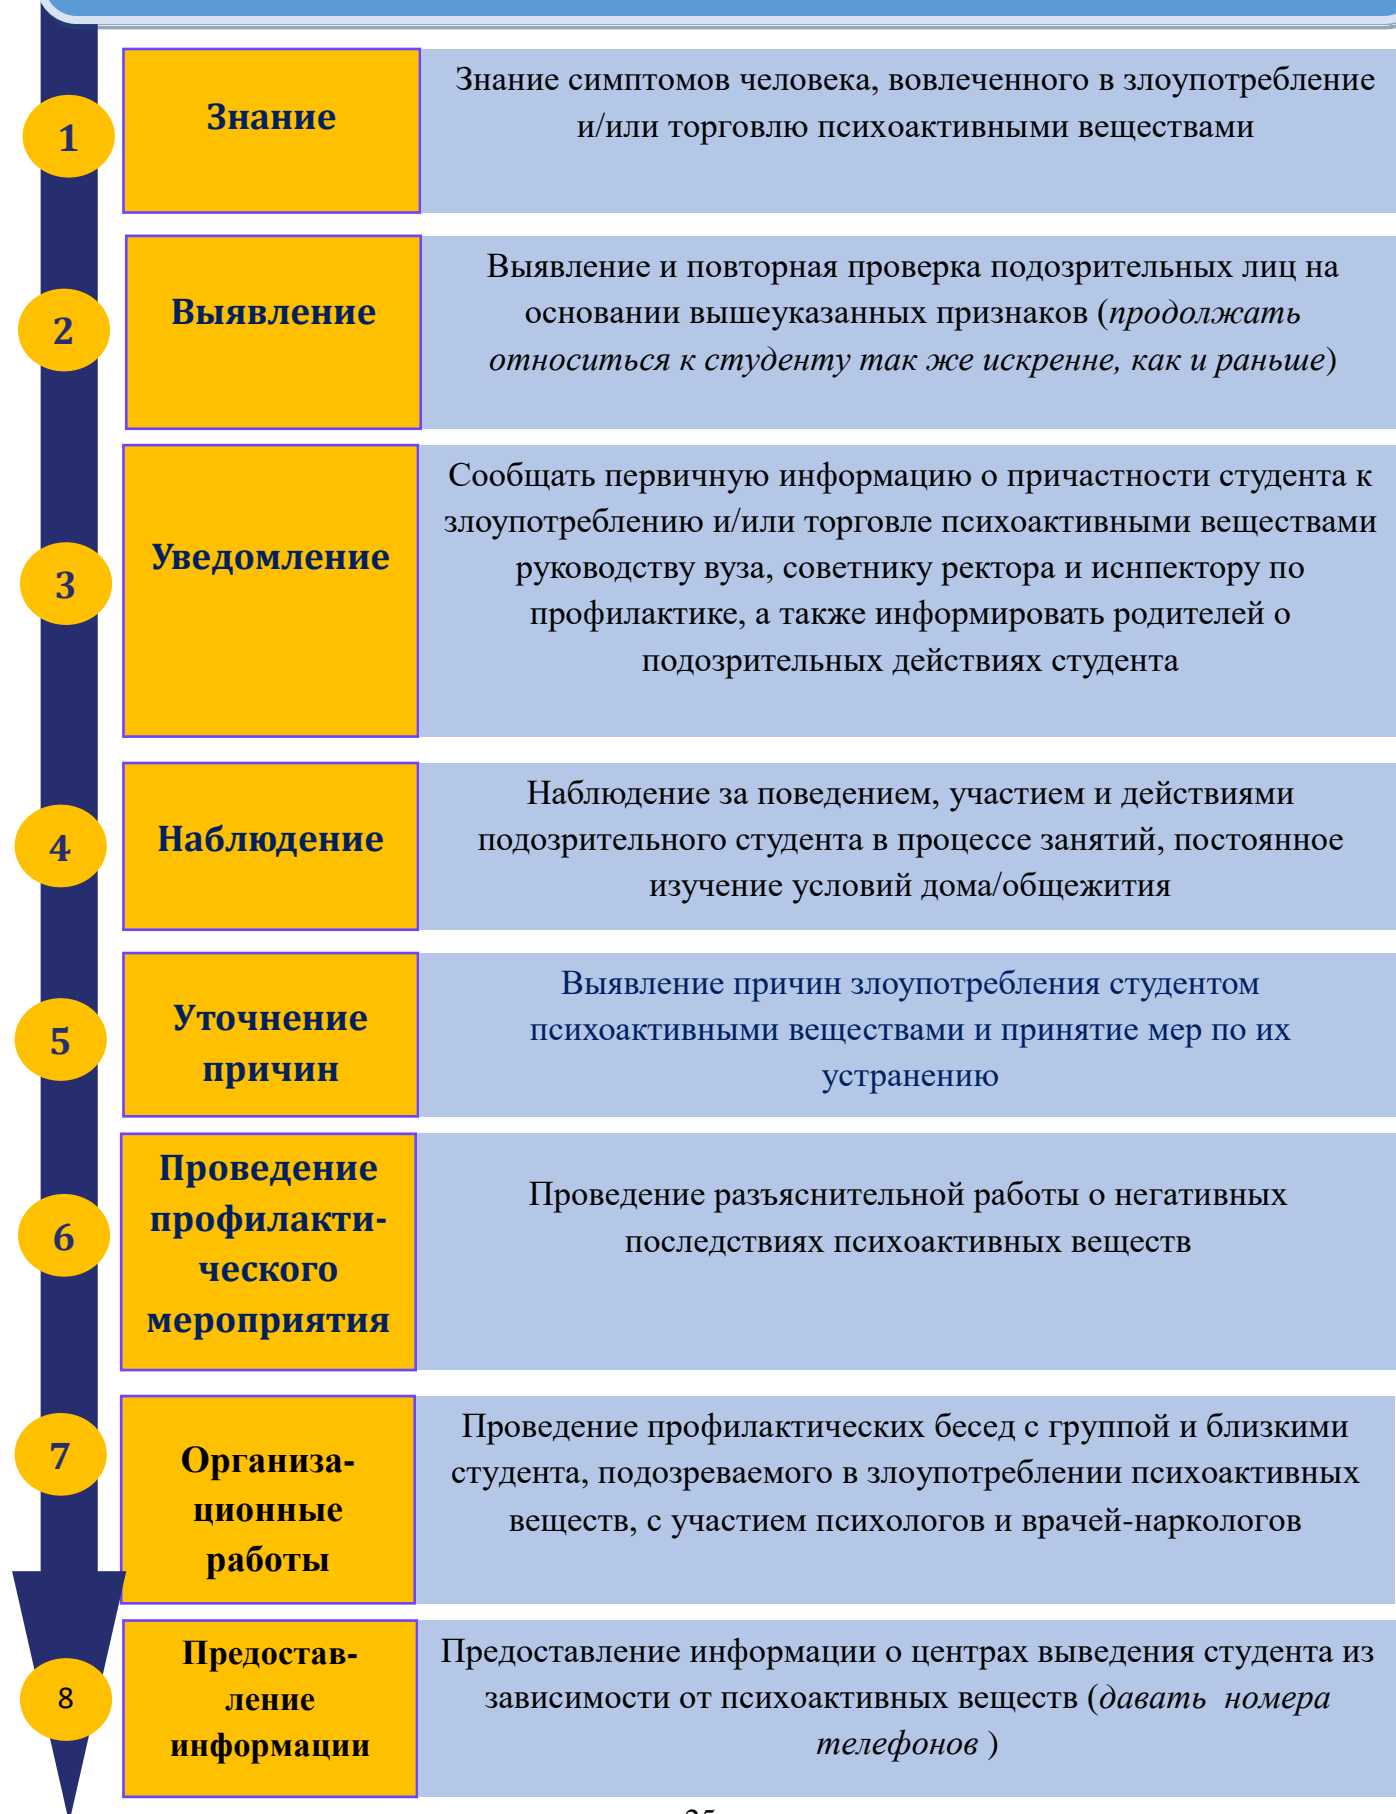 1
Знание
Знание симптомов человека, вовлеченного в злоупотребление
и/или торговлю психоактивными веществами
2
Выявление
Выявление и повторная проверка подозрительных лиц на
основании вышеуказанных признаков (продолжать
относиться к студенту так же искренне, как и раньше)
3
Уведомление
Сообщать первичную информацию о причастности студента к
злоупотреблению и/или торговле психоактивными веществами
руководству вуза, советнику ректора и иснпектору по
профилактике, а также информировать родителей о
подозрительных действиях студента
4
Наблюдение
Наблюдение за поведением, участием и действиями
подозрительного студента в процессе занятий, постоянное
изучение условий дома/общежития
5
Уточнение
причин
Выявление причин злоупотребления студентом
психоактивными веществами и принятие мер по их
устранению
6
Проведение
профилакти-
ческого
мероприятия
Проведение разъяснительной работы о негативных
последствиях психоактивных веществ
7
Организа-
ционные
работы
Проведение профилактических бесед с группой и близкими
студента, подозреваемого в злоупотреблении психоактивных
веществ, с участием психологов и врачей-наркологов
8
Предостав-
ление
информации
Предоставление информации о центрах выведения студента из
зависимости от психоактивных веществ (давать номера
телефонов )